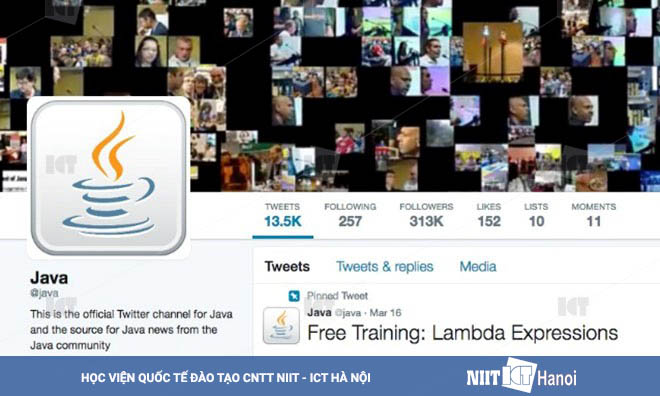 TWEETS FOLLOWING FOLLOWERS LIKES LISTS MOMENTS
13.5K 257 313K 152 10 11
Java
@java
This is the official Twitter channel for Java
and the source for Java news from the
Java community
Tweets Tweets & replies Media
Pinned Tweet
Java @java · Mar 16
Free Training: Lambda Expressions
HỌC VIỆN QUỐC TẾ ĐÀO TẠO CNTT NIIT - ICT HÀ NỘI
NIIT ICT Hanoi